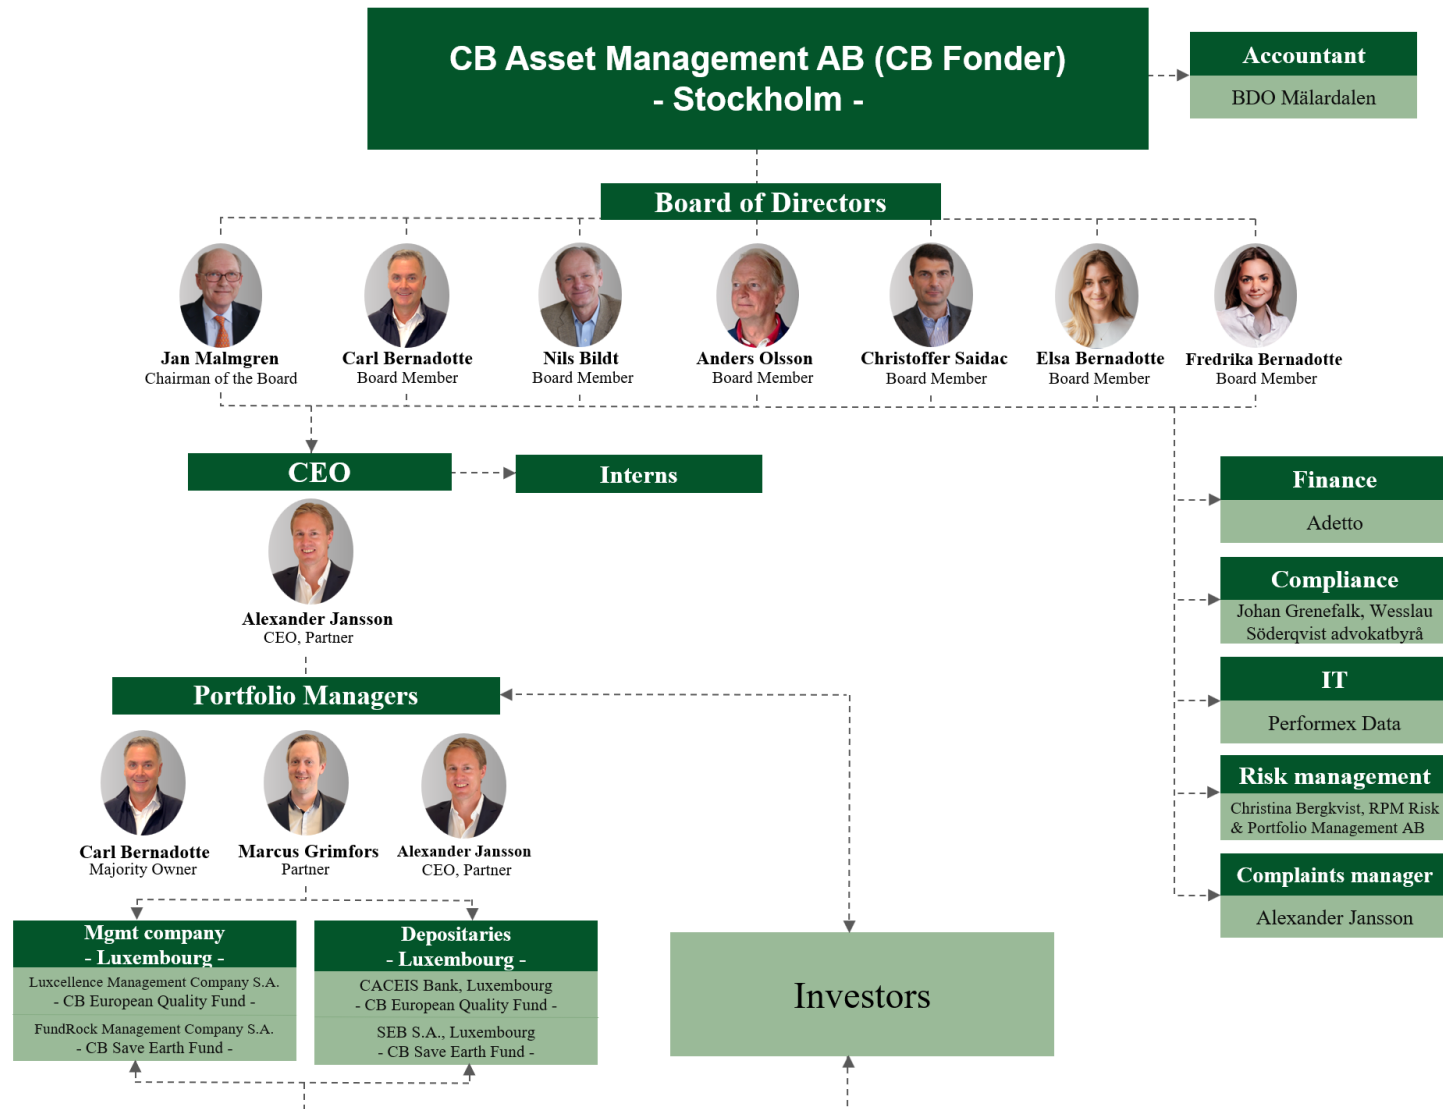 CB Asset Management AB (CB Fonder)
- Stockholm -
Accountant
BDO Mälardalen
Board of Directors
Jan Malmgren
Chairman of the Board
Carl Bernadotte
Board Member
Nils Bildt
Board Member
Anders Olsson
Board Member
Christoffer Saidac
Board Member
Elsa Bernadotte
Board Member
Fredrika Bernadotte
Board Member
CEO
Interns
Alexander Jansson
CEO, Partner
Finance
Adetto
Compliance
Johan Grenefalk, Wesslau
Söderqvist advokatbyrå
IT
Performex Data
Risk management
Christina Bergkvist, RPM Risk
& Portfolio Management AB
Complaints manager
Alexander Jansson
Portfolio Managers
Carl Bernadotte
Majority Owner
Marcus Grimfors
Partner
Alexander Jansson
CEO, Partner
Mgmt company
- Luxembourg -
Luxcellence Management Company S.A.
- CB European Quality Fund -
FundRock Management Company S.A.
- CB Save Earth Fund -
Depositaries
- Luxembourg -
CACEIS Bank, Luxembourg
- CB European Quality Fund -
SEB S.A., Luxembourg
- CB Save Earth Fund -
Investors